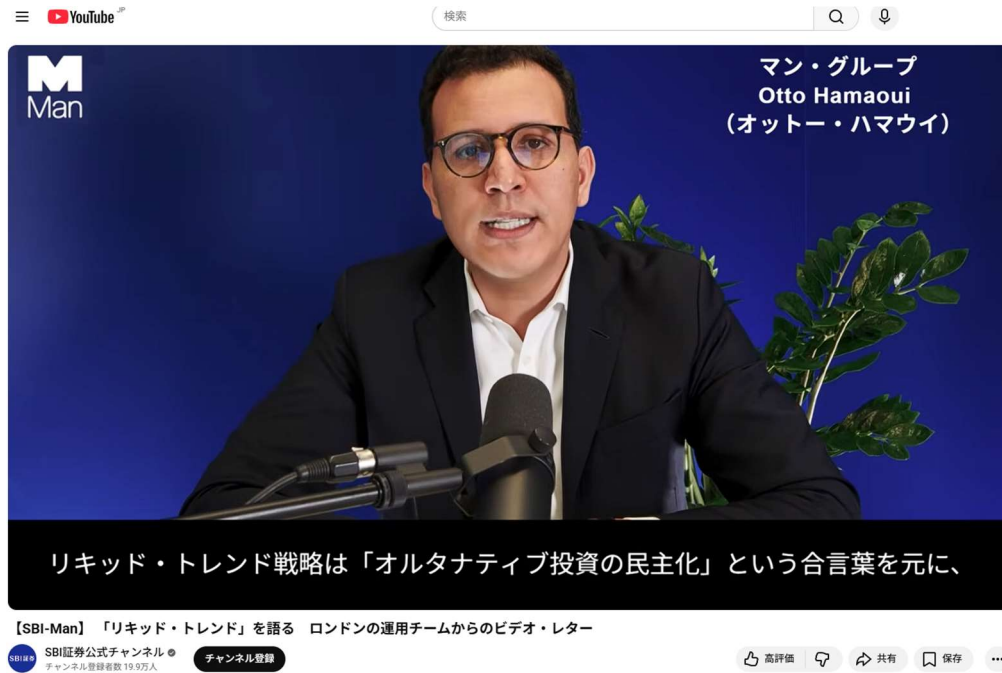 YouTube JP
検索
Man
マン・グループ
Otto Hamaoui
（オットー・ハマウイ）
リキッド・トレンド戦略は「オルタナティブ投資の民主化」という合言葉を元に、
【SBI-Man】 「リキッド・トレンド」を語る　ロンドンの運用チームからのビデオ・レター
SBI証券
SBI証券公式チャンネル
チャンネル登録者数 19.9万人
チャンネル登録
高評価
共有
保存